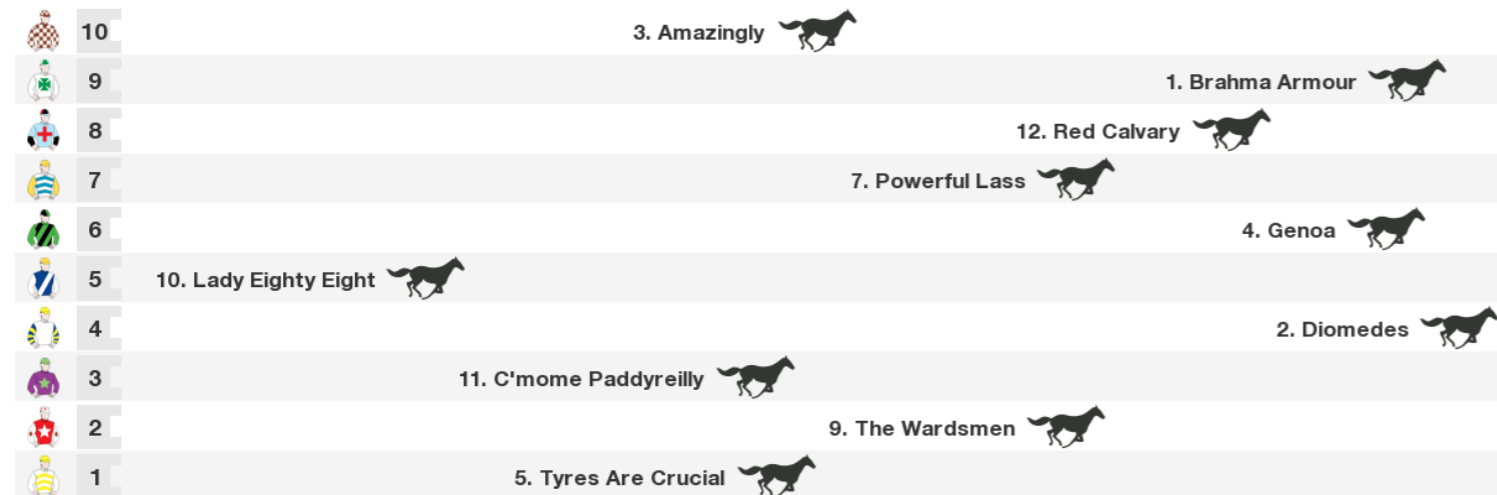 10 3. Amazingly
9 1. Brahma Armour
8 12. Red Calvary
7 7. Powerful Lass
6 4. Genoa
5 10. Lady Eighty Eight
4 2. Diomedes
3 11. C'mome Paddyreilly
2 9. The Wardsmen
1 5. Tyres Are Crucial